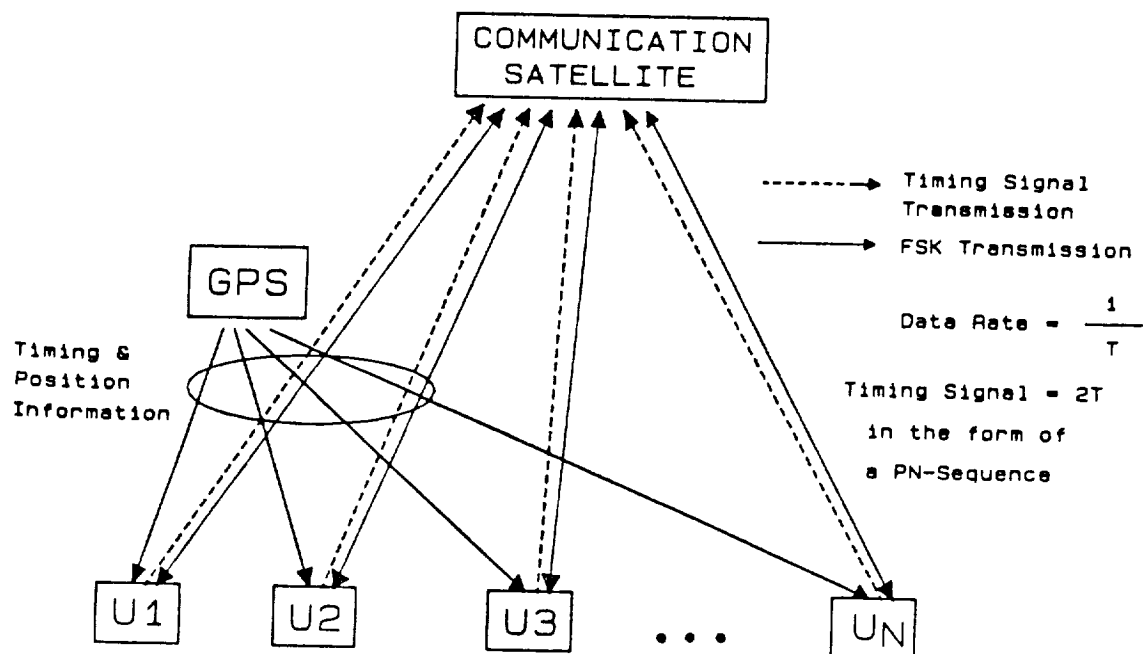 COMMUNICATION
SATELLITE
Timing Signal
Transmission
FSK Transmission
GPS
Data Rate = 1
T
Timing &
Position
Information
Timing Signal = 2T
in the form of
a PN-Sequence
U1
U2
U3
...
UN